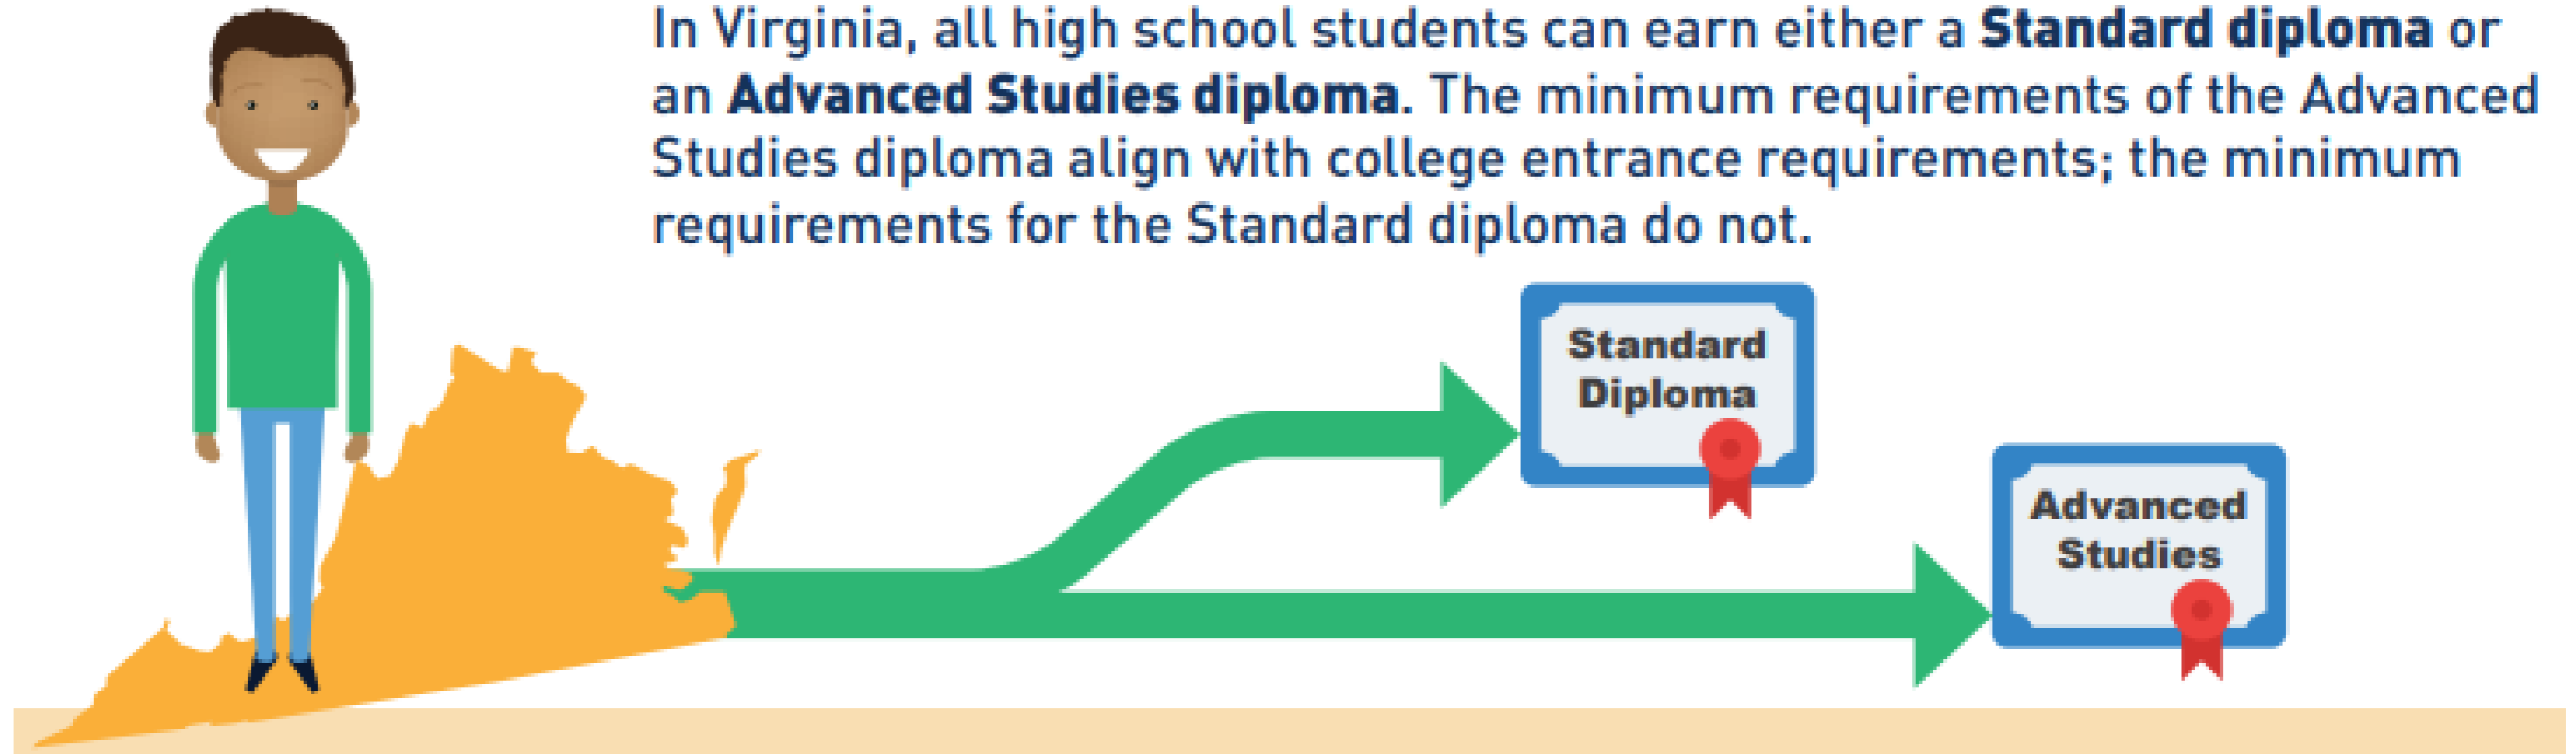 In Virginia, all high school students can earn either a Standard diploma or
an Advanced Studies diploma. The minimum requirements of the Advanced
Studies diploma align with college entrance requirements; the minimum
requirements for the Standard diploma do not.
Standard
Diploma
Advanced
Studies